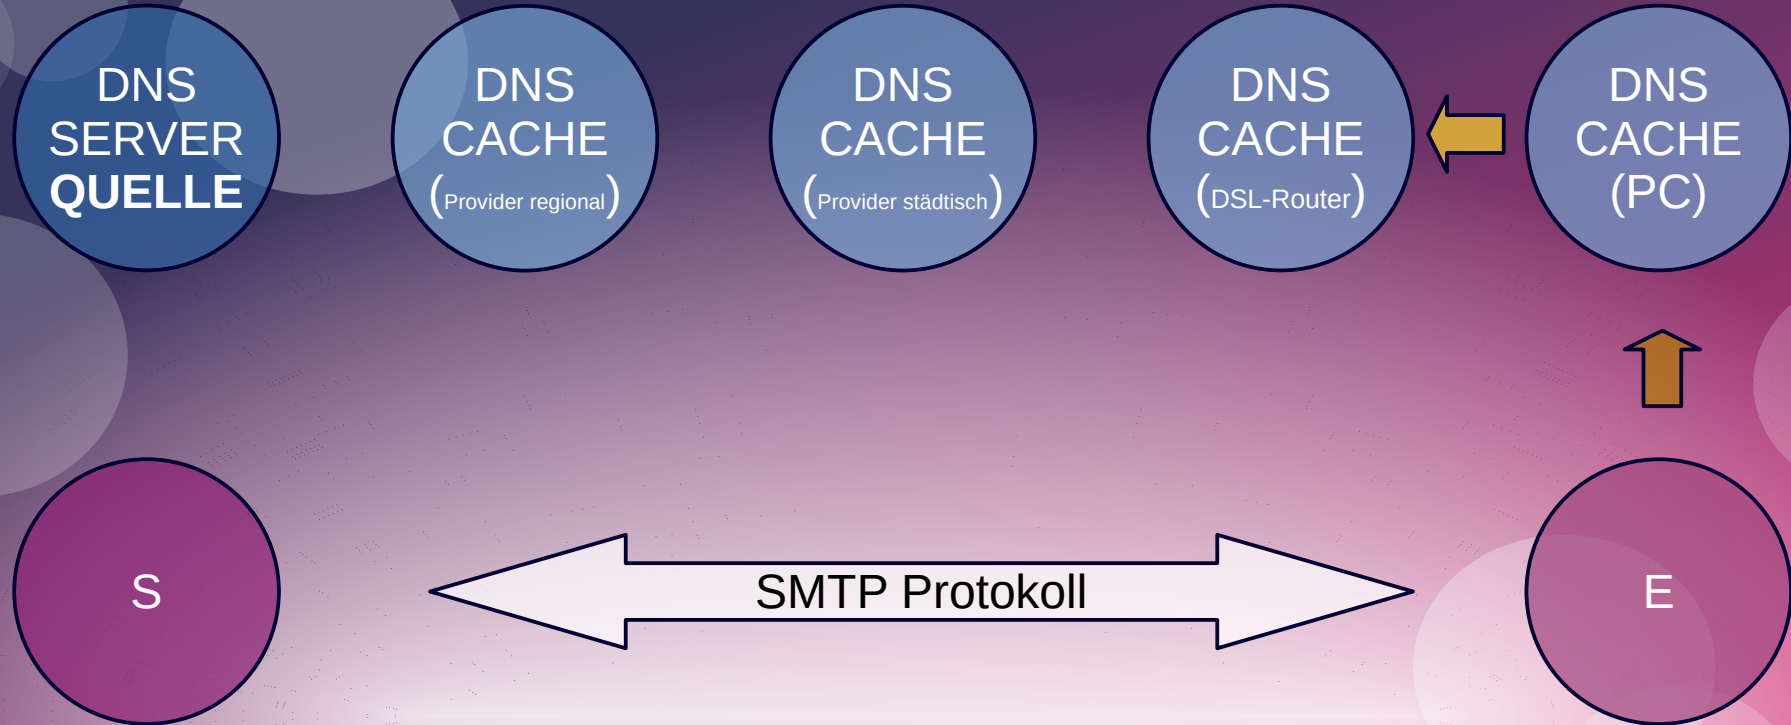 DNS
SERVER
QUELLE
DNS
CACHE
(Provider regional)
DNS
CACHE
(Provider städtisch)
DNS
CACHE
(DSL-Router)
DNS
CACHE
(PC)
S
SMTP Protokoll
E